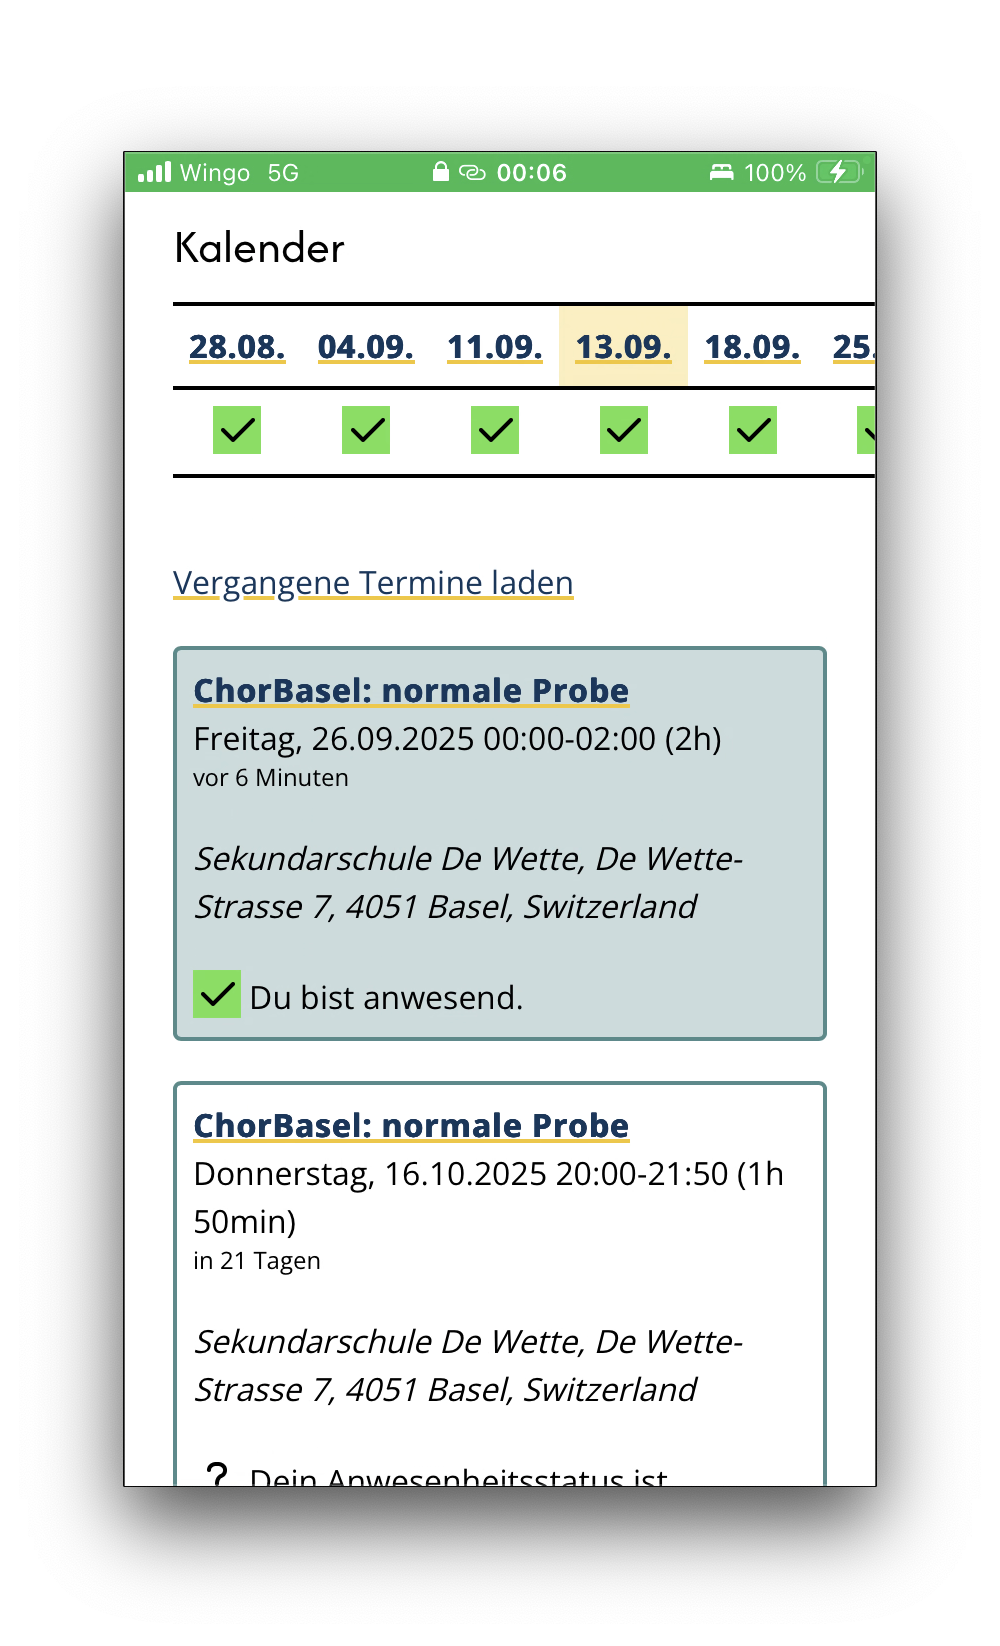 Wingo 5G 00:06 100%
Kalender
28.08. 04.09. 11.09. 13.09. 18.09. 25.
Vergangene Termine laden
ChorBasel: normale Probe
Freitag, 26.09.2025 00:00-02:00 (2h)
vor 6 Minuten
Sekundarschule De Wette, De Wette-
Strasse 7, 4051 Basel, Switzerland
Du bist anwesend.
ChorBasel: normale Probe
Donnerstag, 16.10.2025 20:00-21:50 (1h
50min)
in 21 Tagen
Sekundarschule De Wette, De Wette-
Strasse 7, 4051 Basel, Switzerland
? Dein Anwesenheitsstatus ist